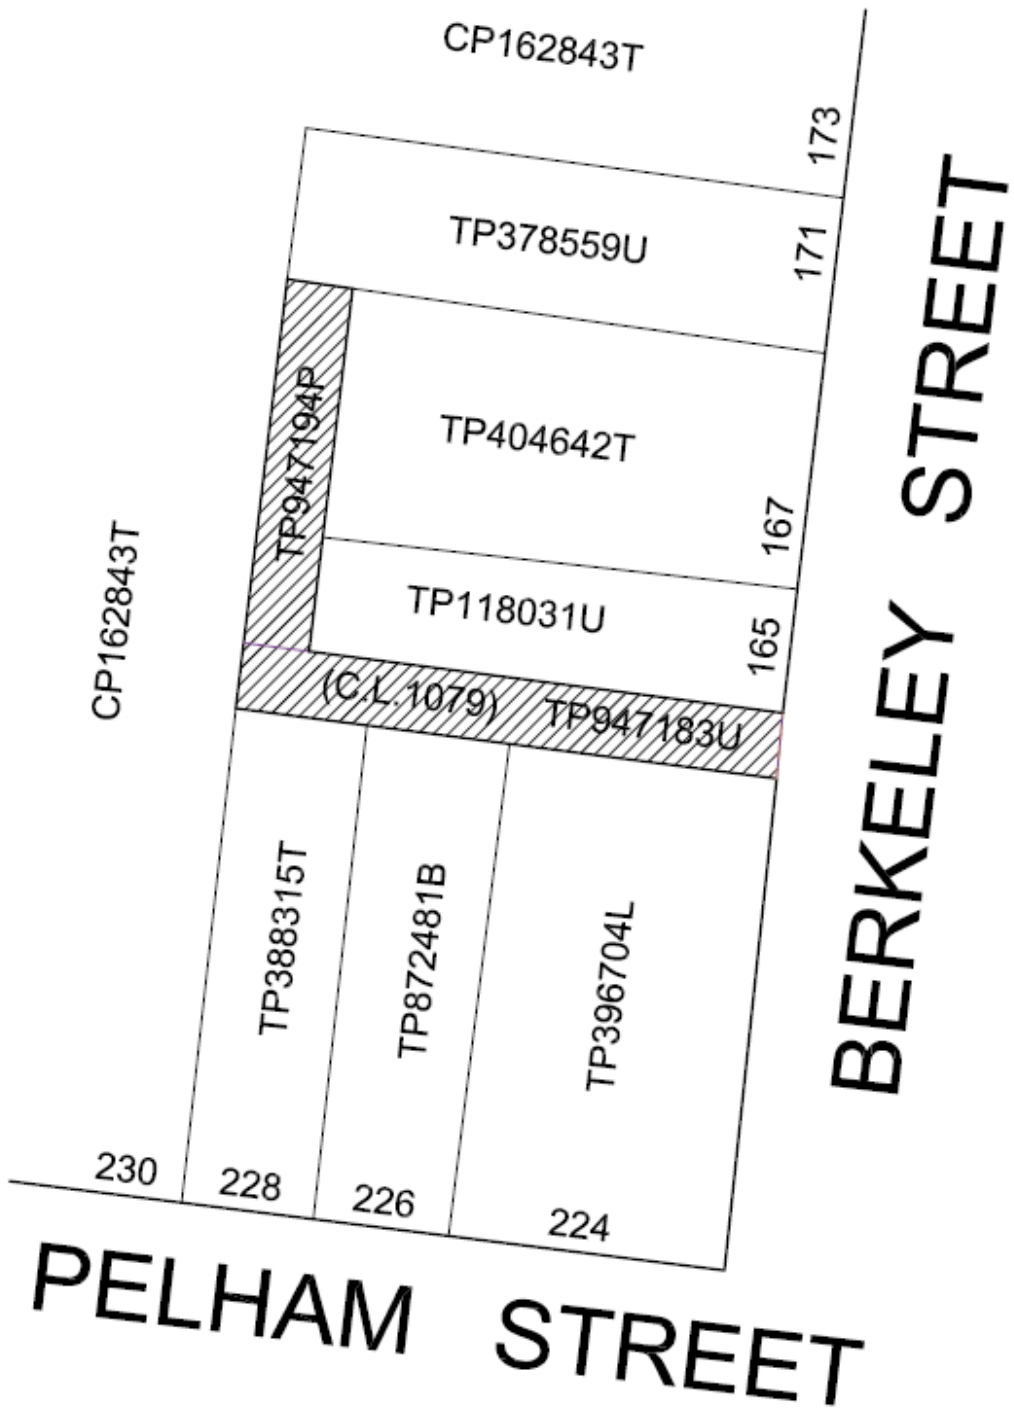 CP162843T
173
TP378559U
171
TP947194P
TP404642T
167
CP162843T
TP118031U
165
(C.L.1079) TP947183U
TP388315T
TP872481B
TP396704L
230
228
226
224
BERKELEY STREET
PELHAM STREET